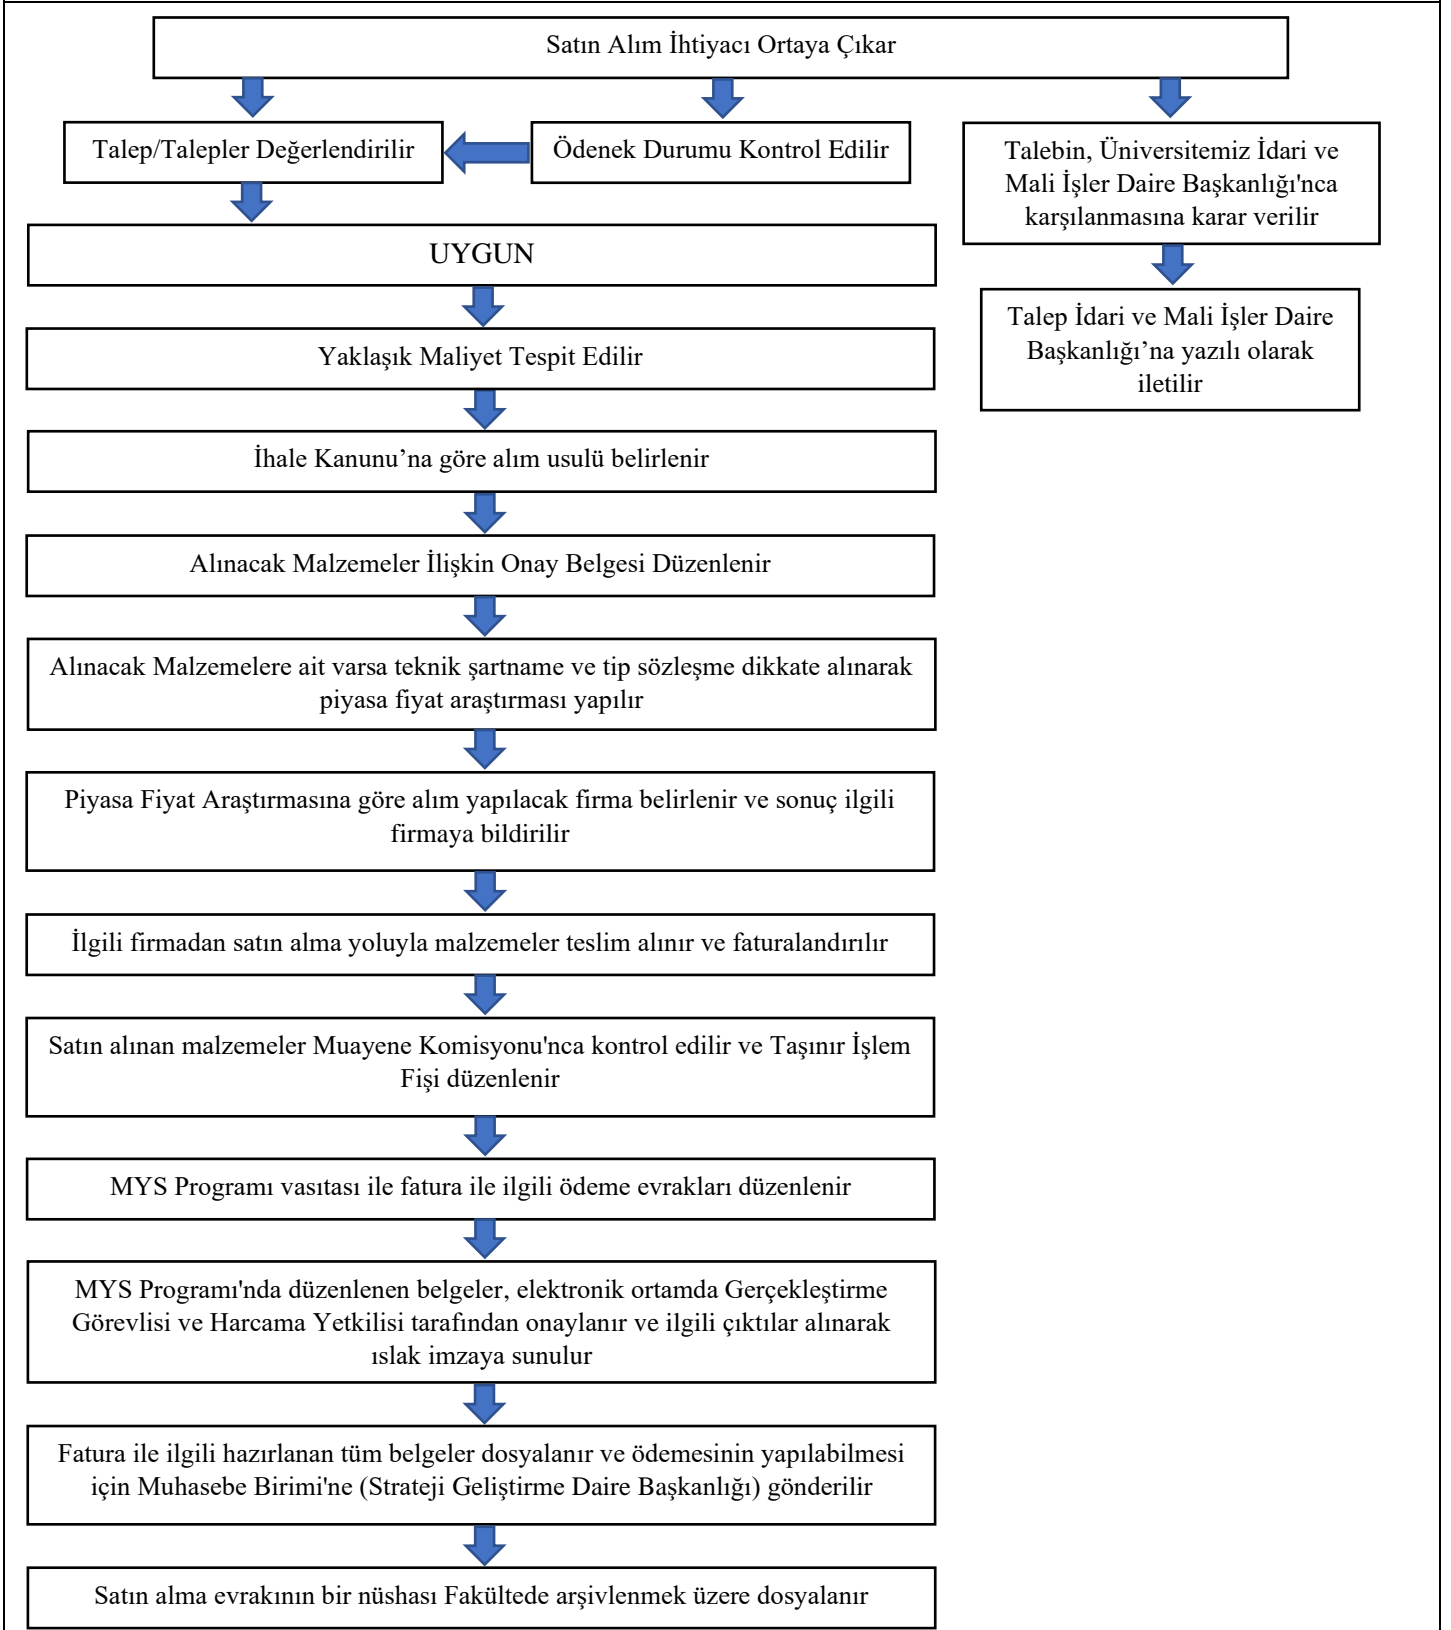 Satın Alım İhtiyacı Ortaya Çıkar
Talep/Talepler Değerlendirilir
Ödenek Durumu Kontrol Edilir
Talebin, Üniversitemiz İdari ve
Mali İşler Daire Başkanlığı'nca
karşılanmasına karar verilir
UYGUN
Talep İdari ve Mali İşler Daire
Başkanlığı’na yazılı olarak
iletilir
Yaklaşık Maliyet Tespit Edilir
İhale Kanunu’na göre alım usulü belirlenir
Alınacak Malzemeler İlişkin Onay Belgesi Düzenlenir
Alınacak Malzemelere ait varsa teknik şartname ve tip sözleşme dikkate alınarak
piyasa fiyat araştırması yapılır
Piyasa Fiyat Araştırmasına göre alım yapılacak firma belirlenir ve sonuç ilgili
firmaya bildirilir
İlgili firmadan satın alma yoluyla malzemeler teslim alınır ve faturalandırılır
Satın alınan malzemeler Muayene Komisyonu'nca kontrol edilir ve Taşınır İşlem
Fişi düzenlenir
MYS Programı vasıtası ile fatura ile ilgili ödeme evrakları düzenlenir
MYS Programı'nda düzenlenen belgeler, elektronik ortamda Gerçekleştirme
Görevlisi ve Harcama Yetkilisi tarafından onaylanır ve ilgili çıktılar alınarak
ıslak imzaya sunulur
Fatura ile ilgili hazırlanan tüm belgeler dosyalanır ve ödemesinin yapılabilmesi
için Muhasebe Birimi'ne (Strateji Geliştirme Daire Başkanlığı) gönderilir
Satın alma evrakının bir nüshası Fakültede arşivlenmek üzere dosyalanır